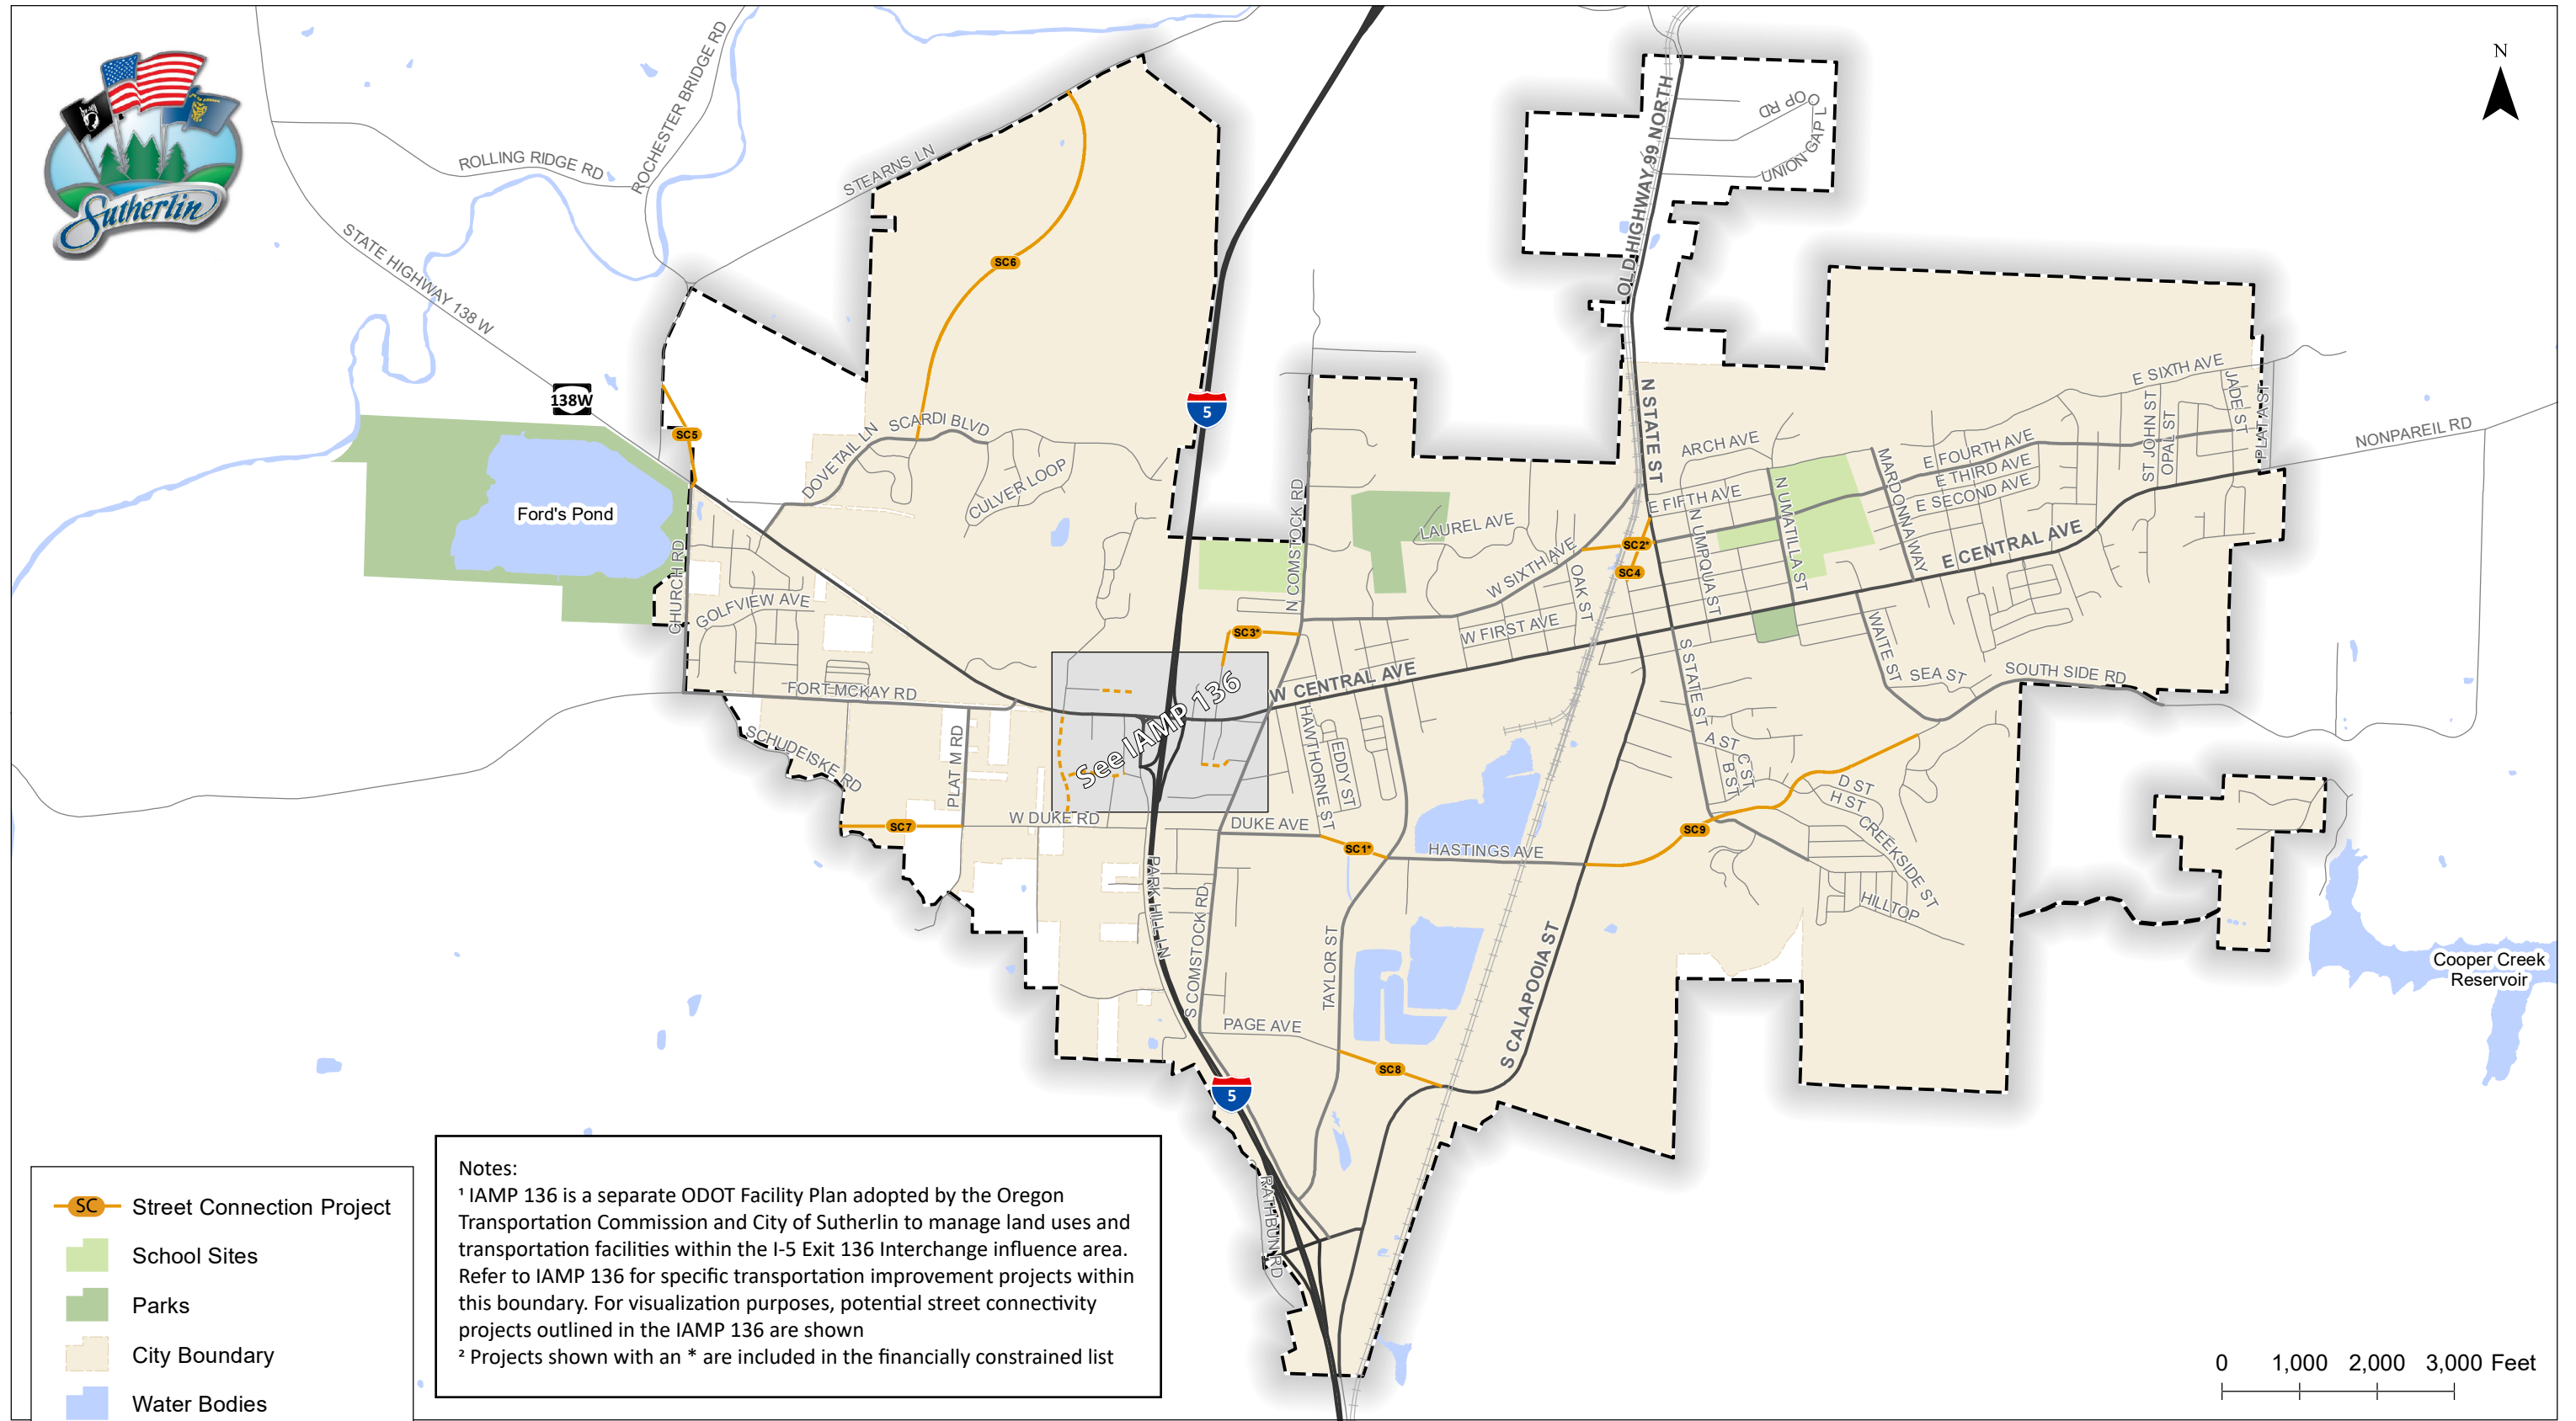 Sutherlin
ROLLING RIDGE RD
ROCHESTER BRIDGE RD
STATE HIGHWAY 138 W
STEARNS LN
138W
SC6
SC5
5
OLD HIGHWAY 99 NORTH
O
OP RD
UNION GAP L
N
Ford's Pond
CHURCH RD
GOLFVIEW AVE
DOVETAIL LN
SCARDI BLVD
CULVER LOOP
FORT MCKAY RD
SCHUDEISKE RD
PLAT M RD
SC7
W DUKE RD
N COMSTOCK RD
SC3*
See IAMP 136
W CENTRAL AVE
LAUREL AVE
W SIXTH AVE
W FIRST AVE
OAK ST
SC2*
SC4
N STATE ST
ARCH AVE
E FIFTH AVE
N UMPQUA ST
N UMATILLA ST
MARDONNA WAY
E FOURTH AVE
E THIRD AVE
E SECOND AVE
E CENTRAL AVE
E SIXTH AVE
ST JOHN ST
OPAL ST
JADE ST
PLAT A ST
NONPAREIL RD
WAITE ST
SEA ST
SOUTH SIDE RD
S STATE ST
A ST
B ST
C ST
D ST
H ST
CREEKSIDE ST
HILLTOP
SC9
HAWTHORNE ST
EDDY ST
DUKE AVE
SC1*
HASTINGS AVE
PARK HILL LN
S COMSTOCK RD
TAYLOR ST
PAGE AVE
SC8
S CALAPOOIA ST
5
RATHBUN RD
Cooper Creek
Reservoir
SC Street Connection Project
School Sites
Parks
City Boundary
Water Bodies
Notes:
¹ IAMP 136 is a separate ODOT Facility Plan adopted by the Oregon
Transportation Commission and City of Sutherlin to manage land uses and
transportation facilities within the I-5 Exit 136 Interchange influence area.
Refer to IAMP 136 for specific transportation improvement projects within
this boundary. For visualization purposes, potential street connectivity
projects outlined in the IAMP 136 are shown
² Projects shown with an * are included in the financially constrained list
0 1,000 2,000 3,000 Feet